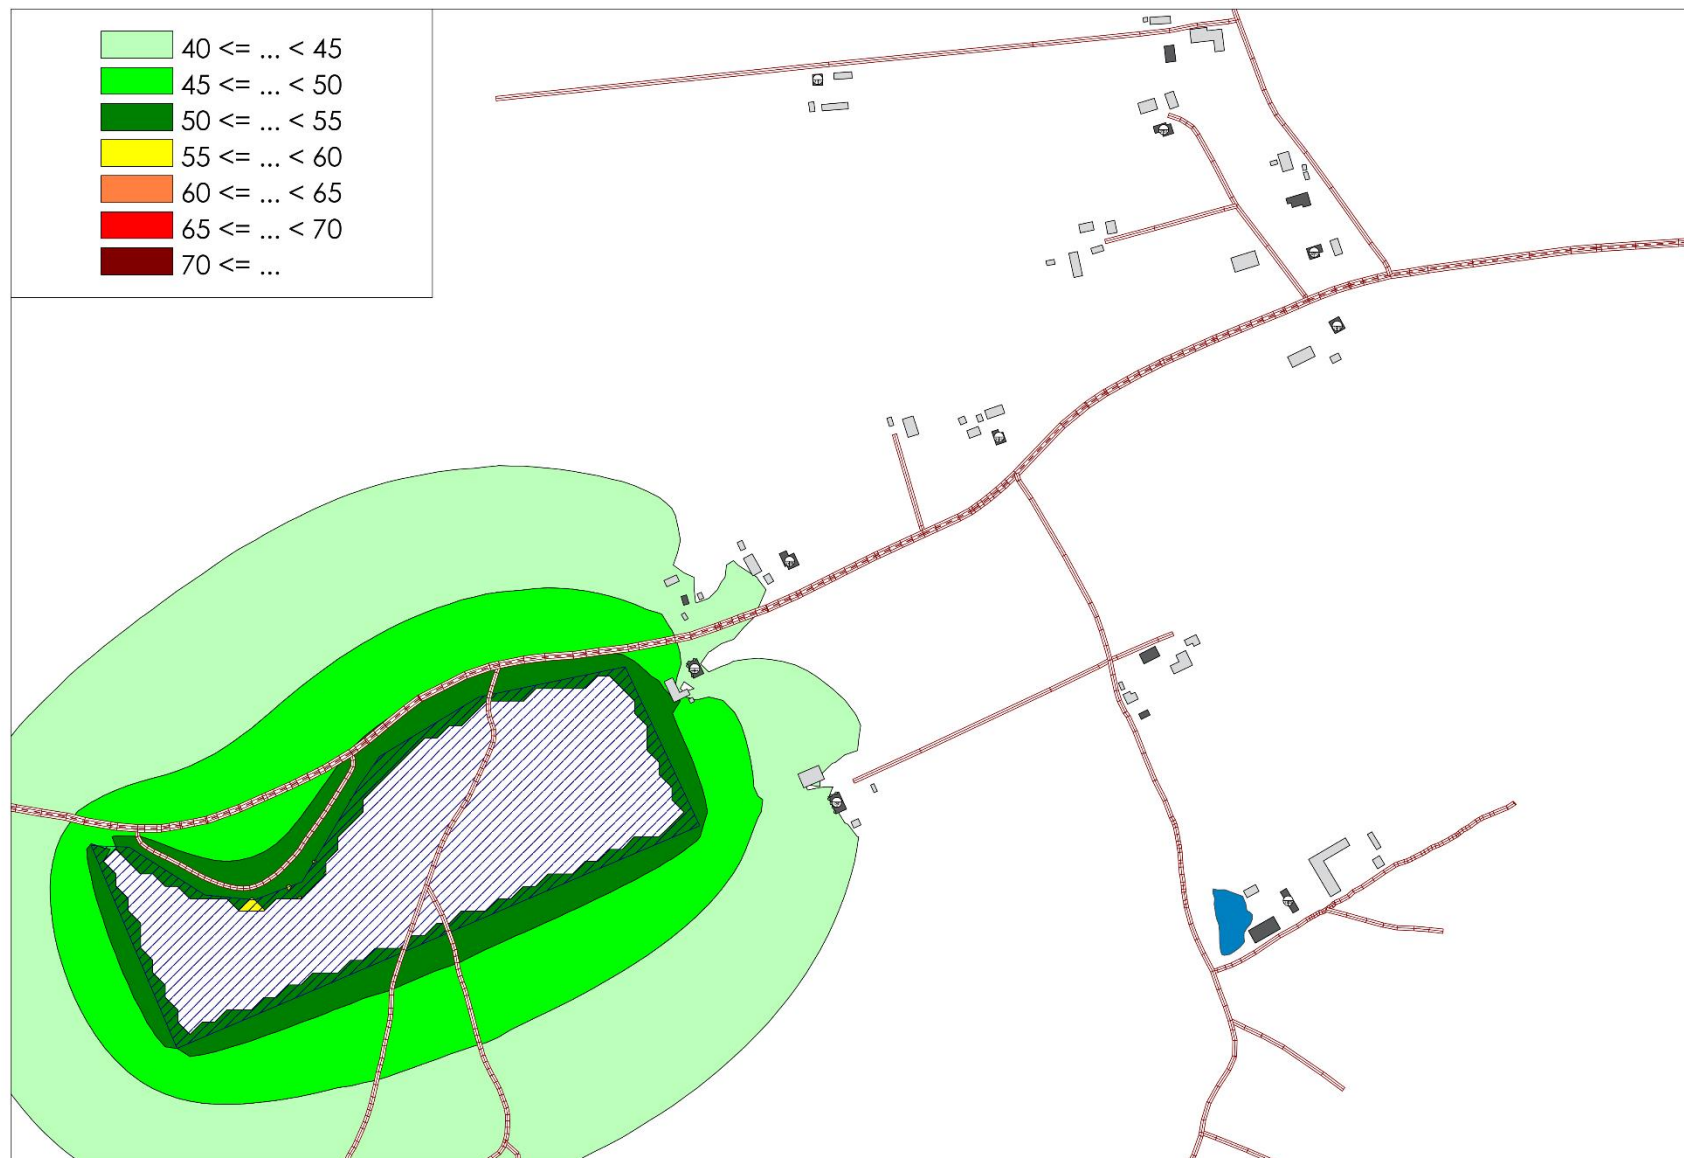 40 <= ... < 45
45 <= ... < 50
50 <= ... < 55
55 <= ... < 60
60 <= ... < 65
65 <= ... < 70
70 <= ...